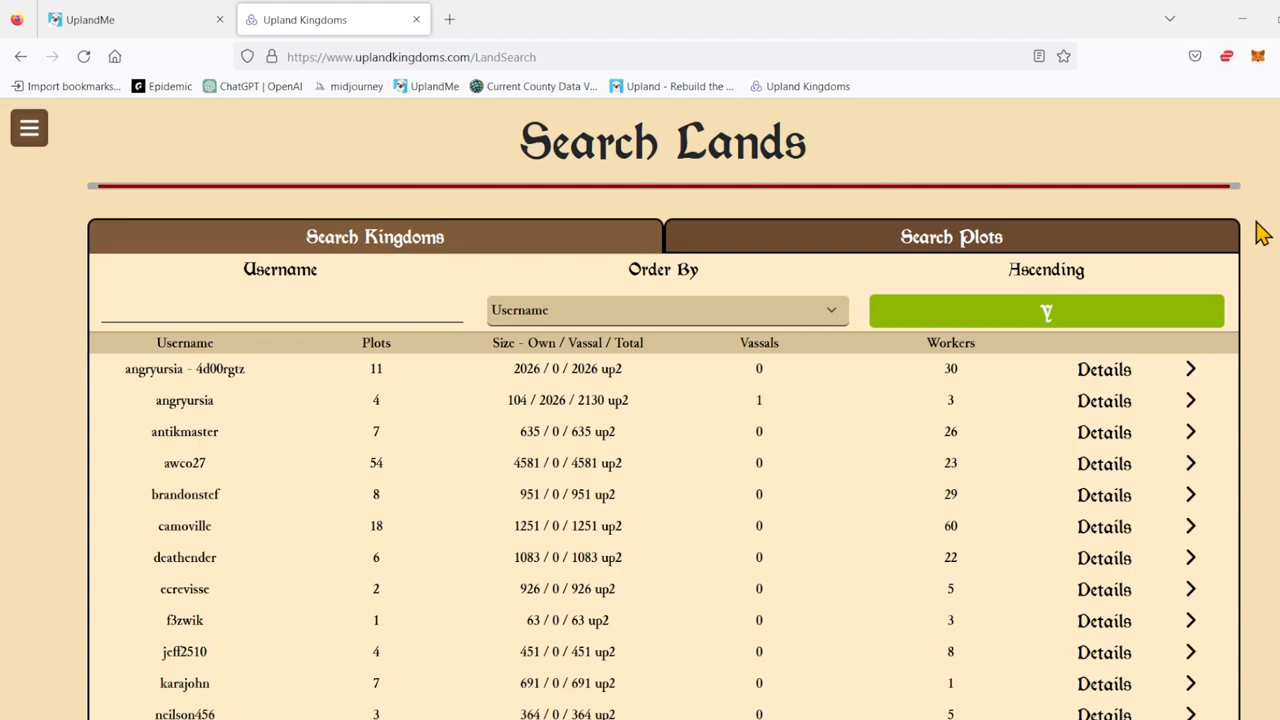 UplandMe
Upland Kingdoms
https://www.uplandkingdoms.com/LandSearch
Import bookmarks... Epidemic ChatGPT | OpenAI midjourney UplandMe Current County Data V... Upland - Rebuild the ... Upland Kingdoms
Search Lands
Search Kingdoms Search Plots
Username Order By Ascending
Username Y
Username Plots Size - Own / Vassal / Total Vassals Workers
angryursia - 4d00rgtz 11 2026 / 0 / 2026 up2 0 30 Details
angryursia 4 104 / 2026 / 2130 up2 1 3 Details
antikmaster 7 635 / 0 / 635 up2 0 26 Details
awco27 54 4581 / 0 / 4581 up2 0 23 Details
brandonstef 8 951 / 0 / 951 up2 0 29 Details
camoville 18 1251 / 0 / 1251 up2 0 60 Details
deathender 6 1083 / 0 / 1083 up2 0 22 Details
ecrevisse 2 926 / 0 / 926 up2 0 5 Details
f3zwik 1 63 / 0 / 63 up2 0 3 Details
jeff2510 4 451 / 0 / 451 up2 0 8 Details
karajohn 7 691 / 0 / 691 up2 0 1 Details
neilson456 3 364 / 0 / 364 up2 0 5 Details